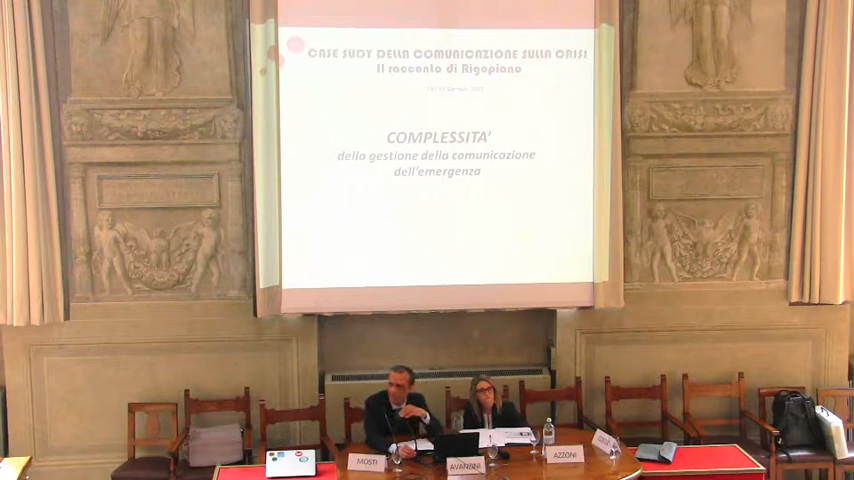 CASE SUDY DELLA COMUNICAZIONE SULLA CRISI
Il racconto di Rigopiano
COMPLESSITA'
della gestione della comunicazione
dell'emergenza
MOSTI
AVANZINI
AZZONI